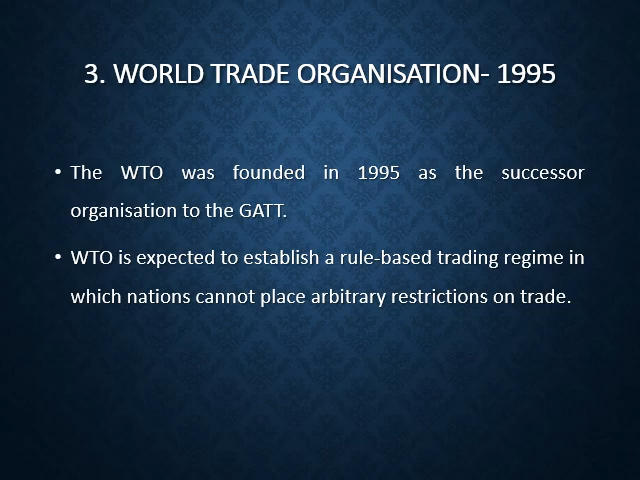 3. WORLD TRADE ORGANISATION- 1995
• The WTO was founded in 1995 as the successor
organisation to the GATT.
• WTO is expected to establish a rule-based trading regime in
which nations cannot place arbitrary restrictions on trade.